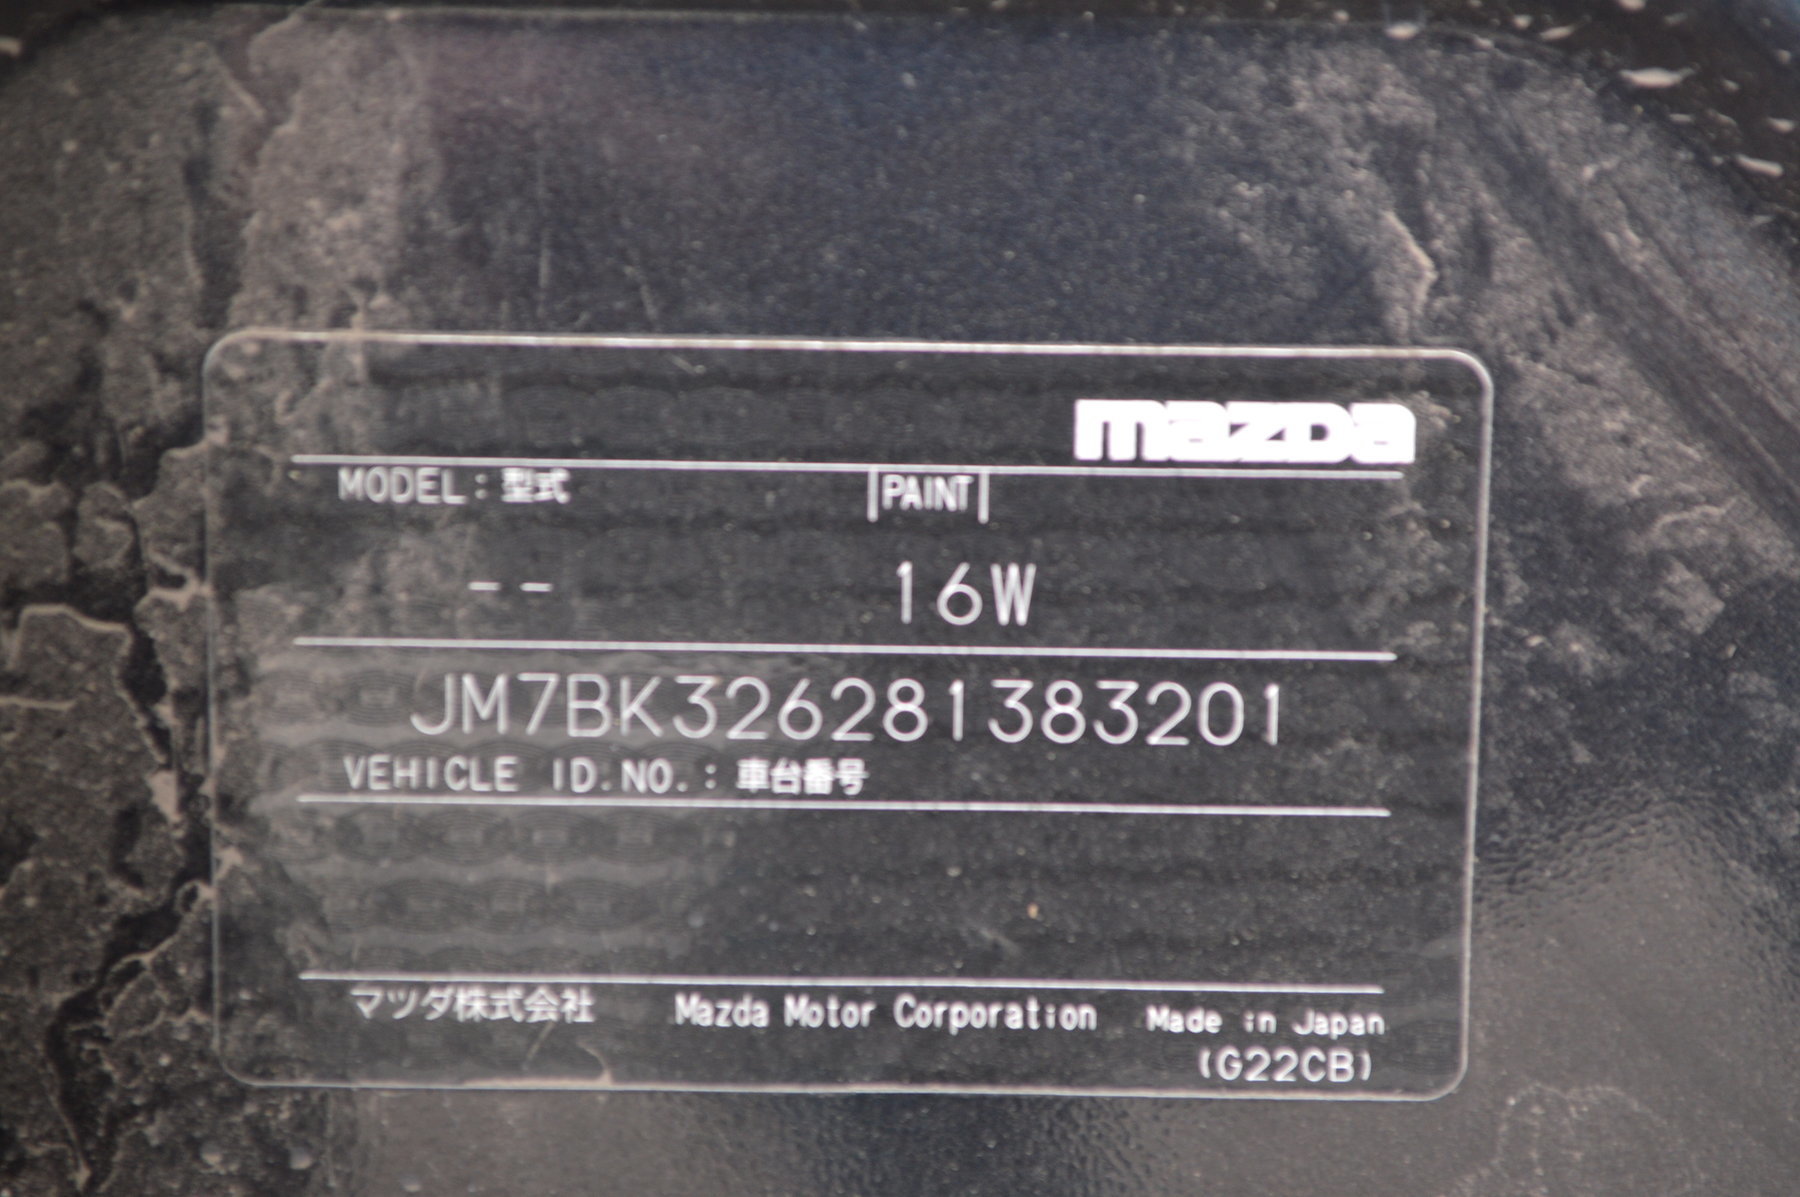 mazda
MODEL : 型式 PAINT
-- 16W
JM7BK326281383201
VEHICLE ID.NO. : 車台番号
マツダ株式会社 Mazda Motor Corporation Made in Japan
(G22CB)